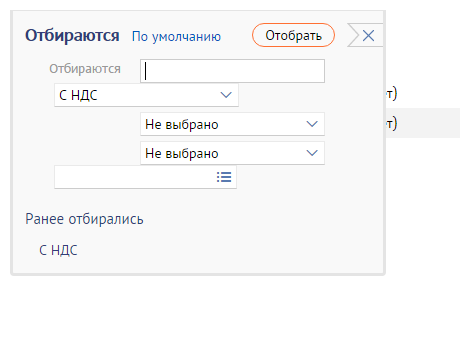 Отбираются По умолчанию Отобрать
Отбираются
С НДС
т)
Не выбрано
т)
Не выбрано
Ранее отбирались
С НДС